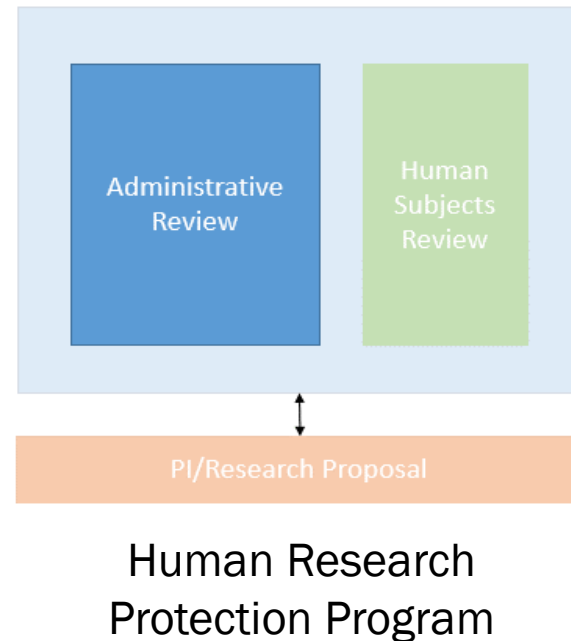 Administrative
Review
Human
Subjects
Review
PI/Research Proposal
Human Research
Protection Program